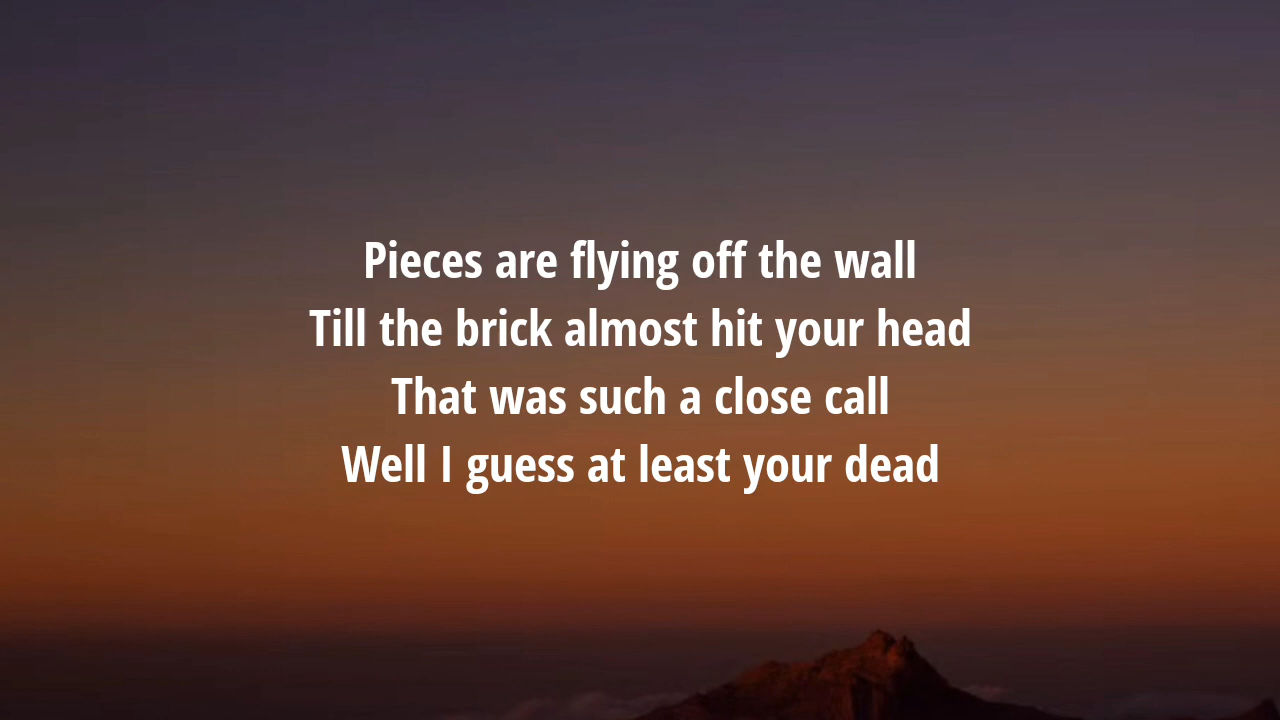 Pieces are flying off the wall
Till the brick almost hit your head
That was such a close call
Well I guess at least your dead